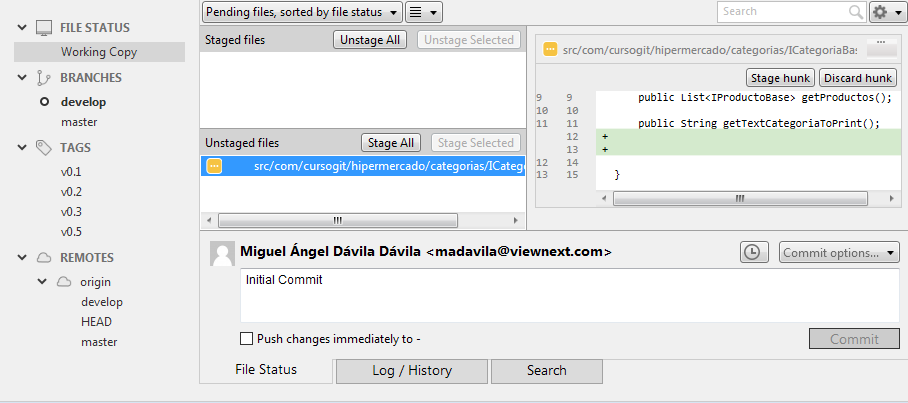 FILE STATUS
Working Copy
BRANCHES
develop
master
TAGS
v0.1
v0.2
v0.3
v0.5
REMOTES
origin
develop
HEAD
master
Pending files, sorted by file status
Search
Staged files
Unstage All
Unstage Selected
Unstaged files
Stage All
Stage Selected
src/com/cursogit/hipermercado/categorias/ICateg
src/com/cursogit/hipermercado/categorias/ICategoriaBas
...
Stage hunk
Discard hunk
9 9 public List<IProductoBase> getProductos();
10 10
11 11 public String getTextCategoriaToPrint();
12 +
13 +
12 14
13 15 }
Miguel Ángel Dávila Dávila <madavila@viewnext.com>
Commit options...
Initial Commit
Push changes immediately to -
Commit
File Status
Log / History
Search